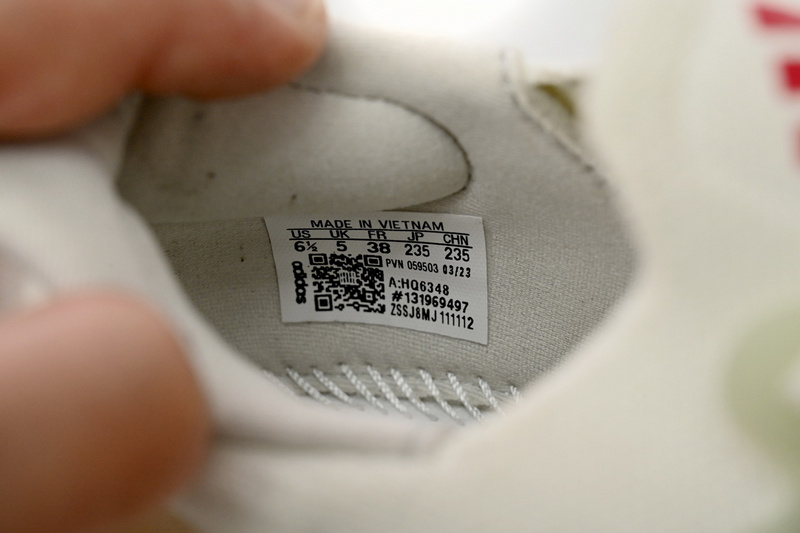 MADE IN VIETNAM
US UK FR JP CHN
6½ 5 38 235 235
PVN 059503 03/23
adidas
A:HQ6348
#131969497
ZSSJ8MJ 111112